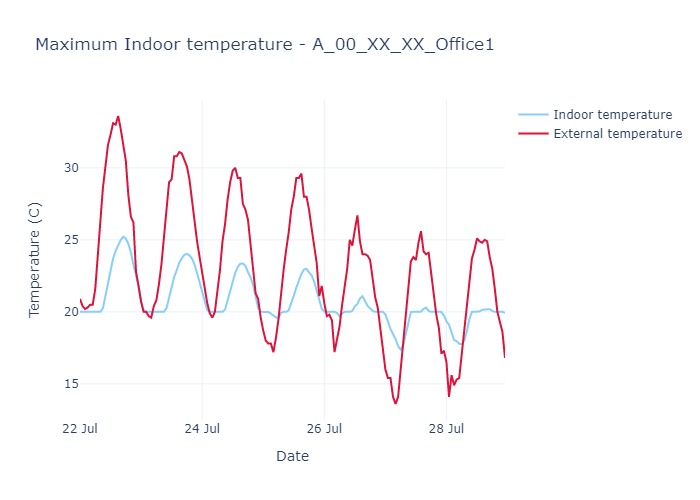 Maximum Indoor temperature - A_00_XX_XX_Office1
Indoor temperature
External temperature
Temperature (C)
30
25
20
15
22 Jul
24 Jul
26 Jul
28 Jul
Date